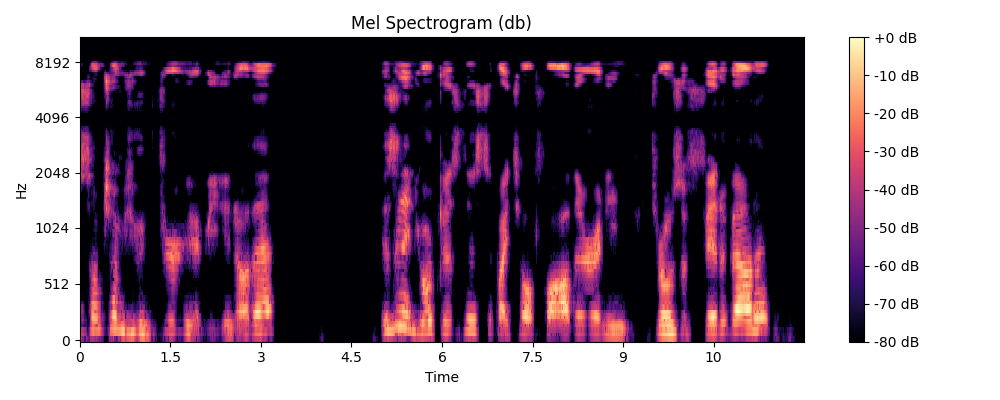 Mel Spectrogram (db)
8192
4096
2048
1024
512
0
Hz
0 1.5 3 4.5 6 7.5 9 10
Time
+0 dB
-10 dB
-20 dB
-30 dB
-40 dB
-50 dB
-60 dB
-70 dB
-80 dB